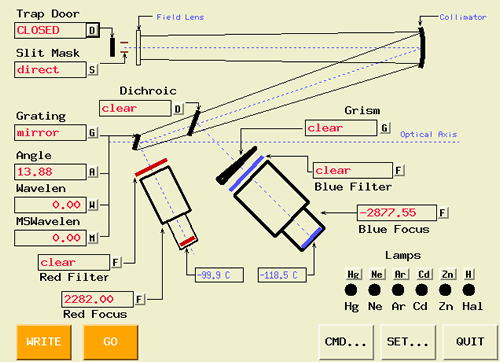 Trap Door
CLOSED D
Field Lens
Collimator
Slit Mask
direct S
Dichroic
clear D
Grism
clear G
Grating
mirror G
Optical Axis
Angle
13.88 A
clear F
Blue Filter
Wavelen
0.00 W
MSWavelen
0.00 M
-2877.55 F
Blue Focus
clear F
Red Filter
-99.9 C
-118.5 C
Lamps
Hg Ne Ar Cd Zn H
2282.00 F
Red Focus
Hg Ne Ar Cd Zn Hal
WRITE GO CMD... SET... QUIT